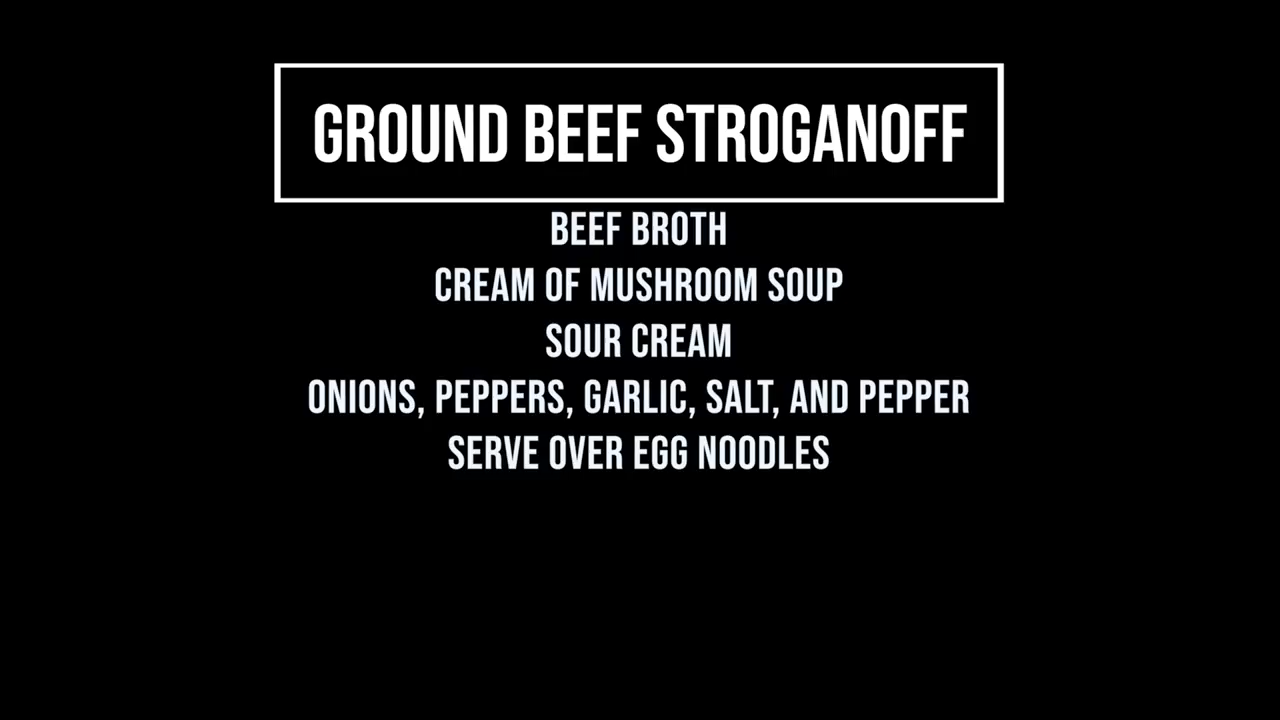 GROUND BEEF STROGANOFF
BEEF BROTH
CREAM OF MUSHROOM SOUP
SOUR CREAM
ONIONS, PEPPERS, GARLIC, SALT, AND PEPPER
SERVE OVER EGG NOODLES